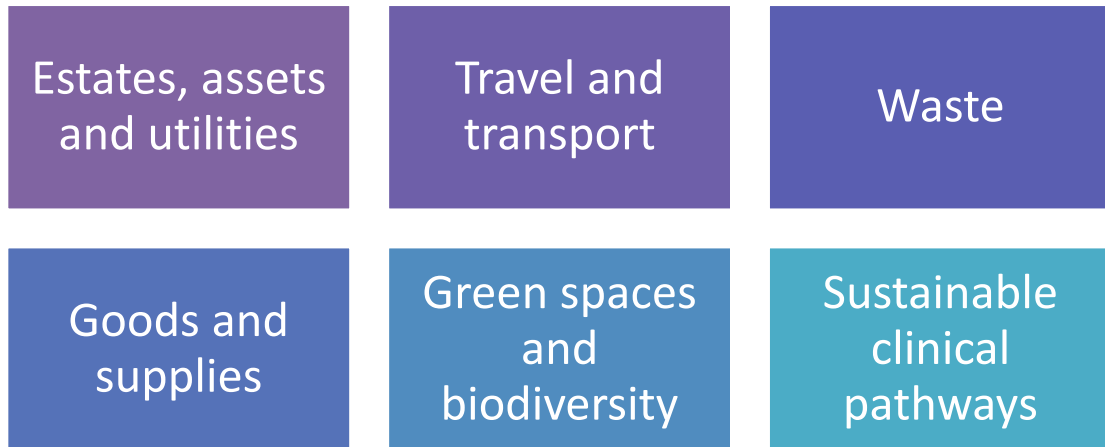 Estates, assets
and utilities
Travel and
transport
Waste
Goods and
supplies
Green spaces
and
biodiversity
Sustainable
clinical
pathways